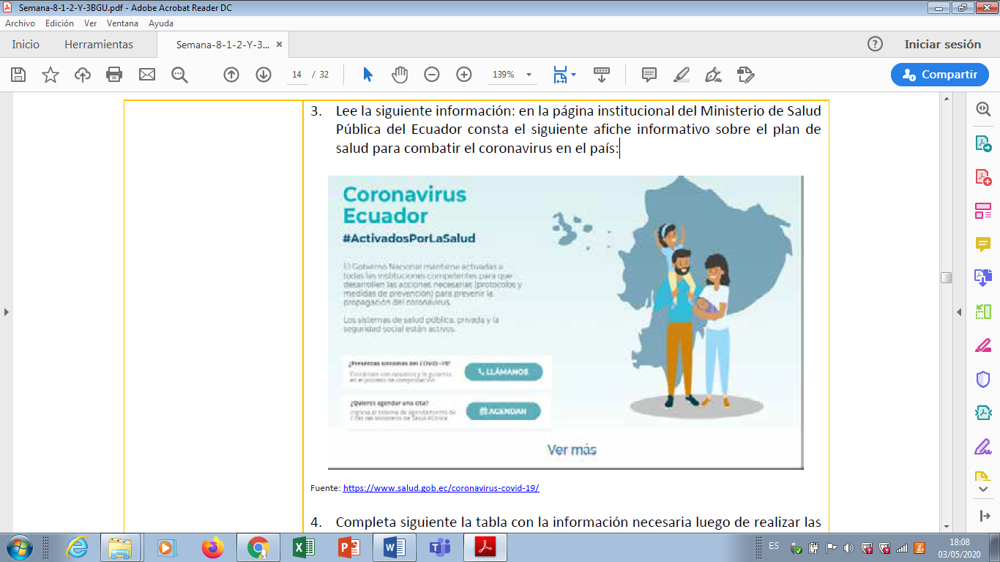 Semana-8-1-2-Y-3BGU.pdf - Adobe Acrobat Reader DC
Archivo Edición Ver Ventana Ayuda
Inicio Herramientas Semana-8-1-2-Y-3... Iniciar sesión
14 / 32 139% Compartir
3. Lee la siguiente información: en la página institucional del Ministerio de Salud
Pública del Ecuador consta el siguiente afiche informativo sobre el plan de
salud para combatir el coronavirus en el país:
Coronavirus
Ecuador
#ActivadosPorLaSalud
El Gobierno Nacional mantiene activadas a
todas las instituciones competentes para que
desarrollen las acciones necesarias (protocolos y
medidas de prevención) para prevenir la
propagación del coronavirus.
Los sistemas de salud pública, privada y la
seguridad social están activos.
¿Presentas síntomas del COVID-19?
Contáctate con nosotros y te guiamos
en el proceso de comprobación
LLÁMANOS
¿Quieres agendar una cita?
Ingresa al sistema de agendamiento de
Citas del Ministerio de Salud Pública
AGENDAR
Ver más
Fuente: https://www.salud.gob.ec/coronavirus-covid-19/
4. Completa siguiente la tabla con la información necesaria luego de realizar las
ES 18:08
03/05/2020